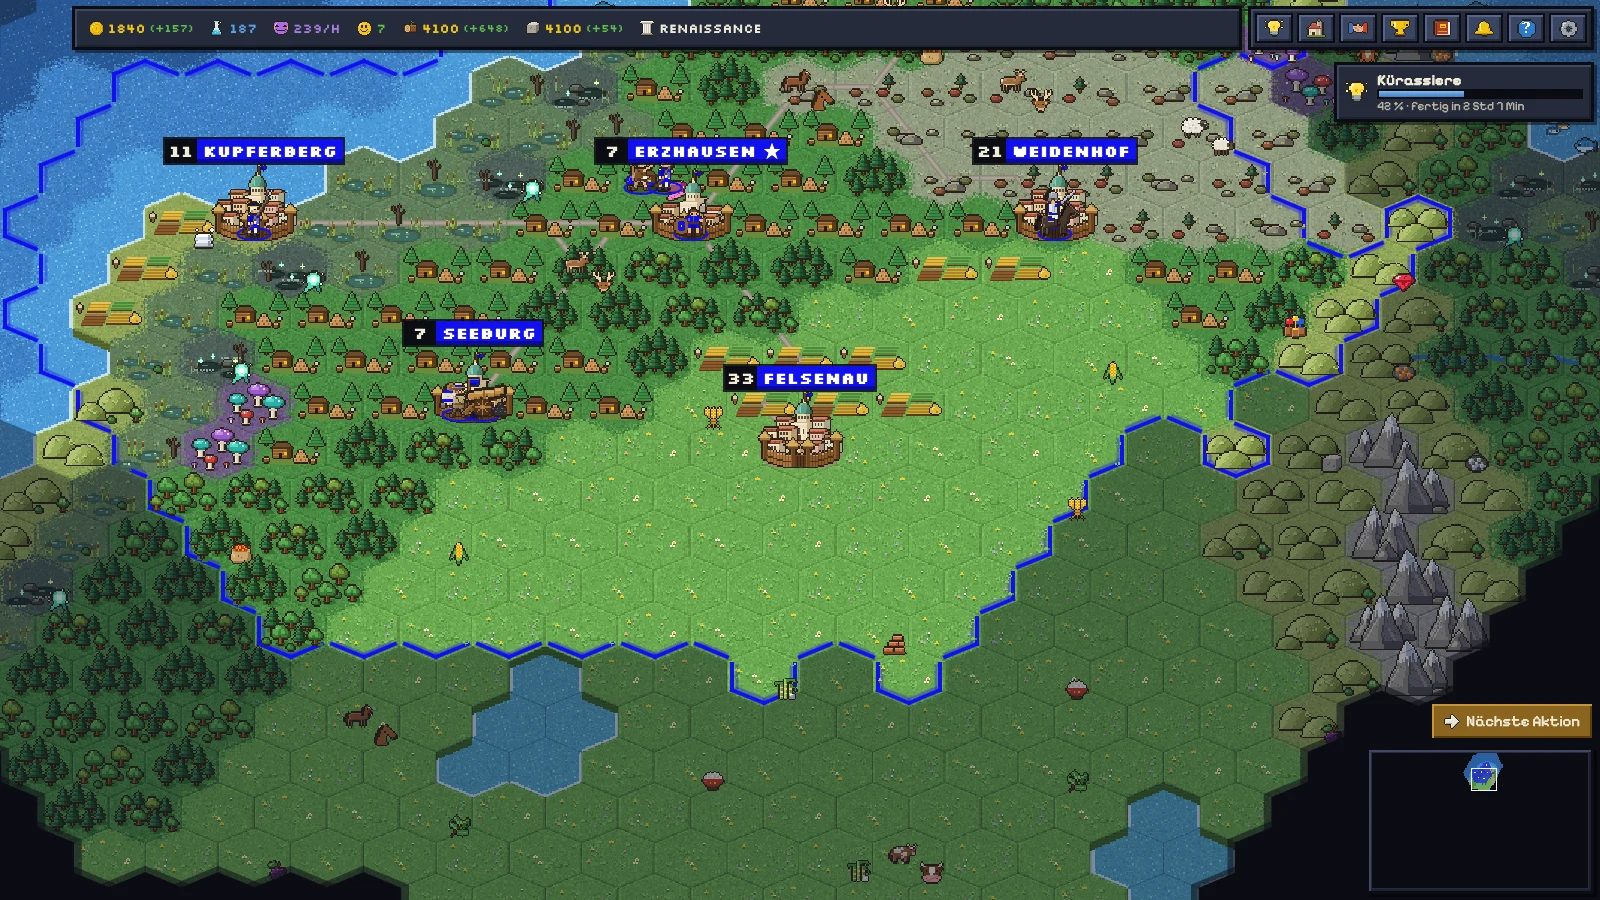 1840 (+157) 187 239/H 7 4100 (+648) 4100 (+54) RENAISSANCE
Kürassiere
42 % · Fertig in 2 Std 7 Min
11 KUPFERBERG
7 ERZHAUSEN ★
21 WEIDENHOF
7 SEEBURG
33 FELSENAU
Nächste Aktion